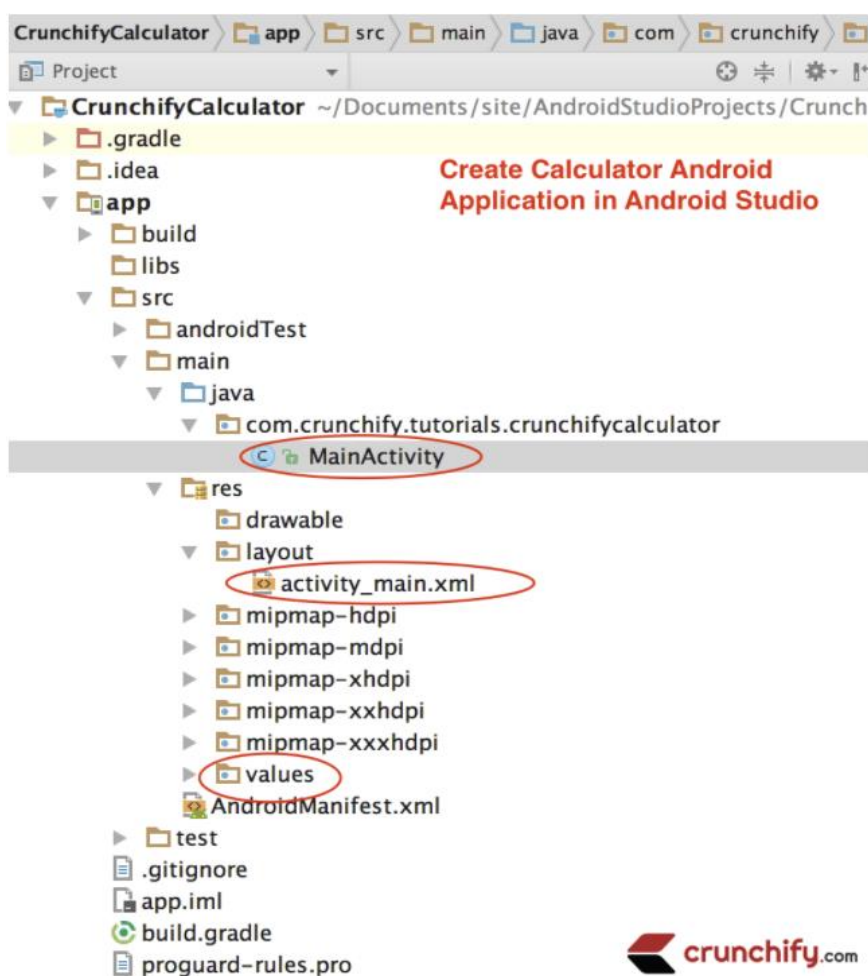 CrunchifyCalculator app src main java com crunchify
Project
CrunchifyCalculator ~/Documents/site/AndroidStudioProjects/Crunch
.gradle
.idea
Create Calculator Android
Application in Android Studio
app
build
libs
src
androidTest
main
java
com.crunchify.tutorials.crunchifycalculator
MainActivity
res
drawable
layout
activity_main.xml
mipmap-hdpi
mipmap-mdpi
mipmap-xhdpi
mipmap-xxhdpi
mipmap-xxxhdpi
values
AndroidManifest.xml
test
.gitignore
app.iml
build.gradle
proguard-rules.pro
crunchify.com